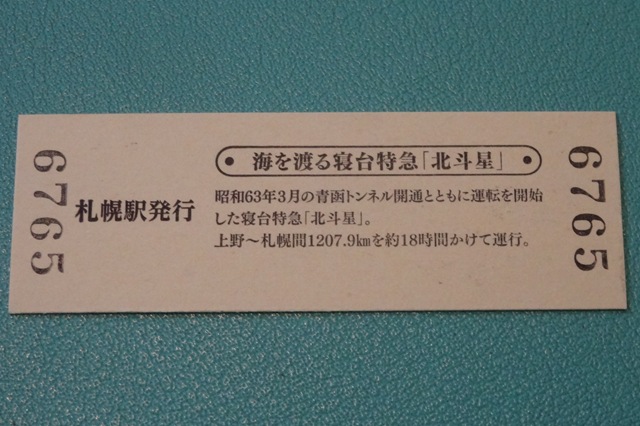 6765
札幌駅発行
海を渡る寝台特急「北斗星」
昭和63年3月の青函トンネル開通とともに運転を開始
した寝台特急「北斗星」。
上野〜札幌間1207.9㎞を約18時間かけて運行。
6765